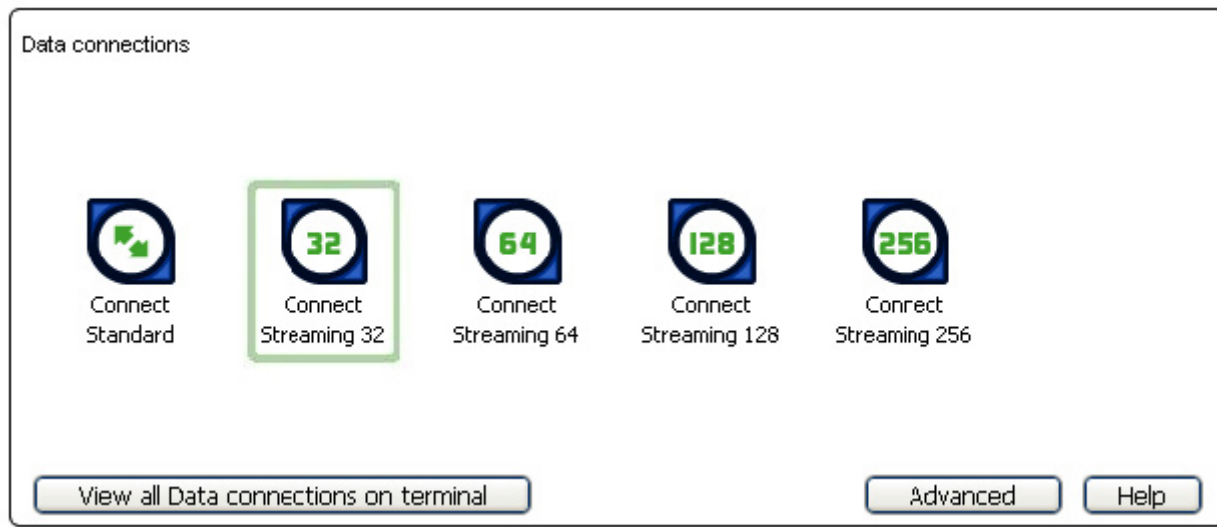 Data connections
32
64
128
256
Connect
Standard
Connect
Streaming 32
Connect
Streaming 64
Connect
Streaming 128
Conrect
Streaming 256
View all Data connections on terminal
Advanced
Help